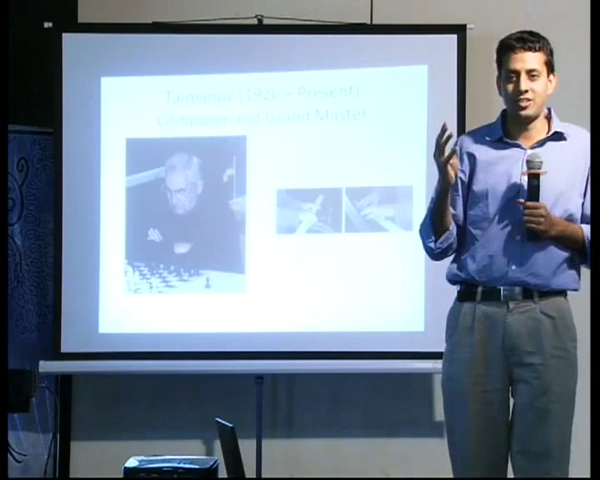 Taimanov (1926 – Present)
Composer and Grand Master